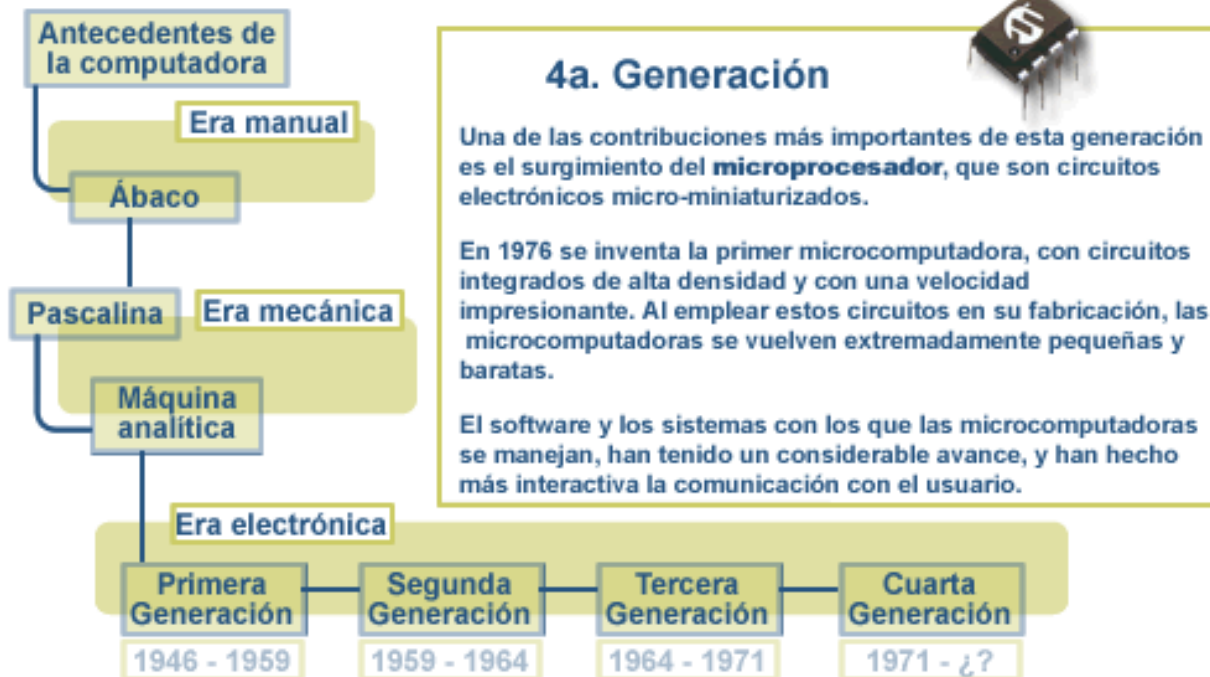 Antecedentes de
la computadora
Era manual
Ábaco
Pascalina
Era mecánica
Máquina
analítica
4a. Generación
Una de las contribuciones más importantes de esta generación
es el surgimiento del microprocesador, que son circuitos
electrónicos micro-miniaturizados.
En 1976 se inventa la primer microcomputadora, con circuitos
integrados de alta densidad y con una velocidad
impresionante. Al emplear estos circuitos en su fabricación, las
microcomputadoras se vuelven extremadamente pequeñas y
baratas.
El software y los sistemas con los que las microcomputadoras
se manejan, han tenido un considerable avance, y han hecho
más interactiva la comunicación con el usuario.
Era electrónica
Primera
Generación
1946 - 1959
Segunda
Generación
1959 - 1964
Tercera
Generación
1964 - 1971
Cuarta
Generación
1971 - ¿?